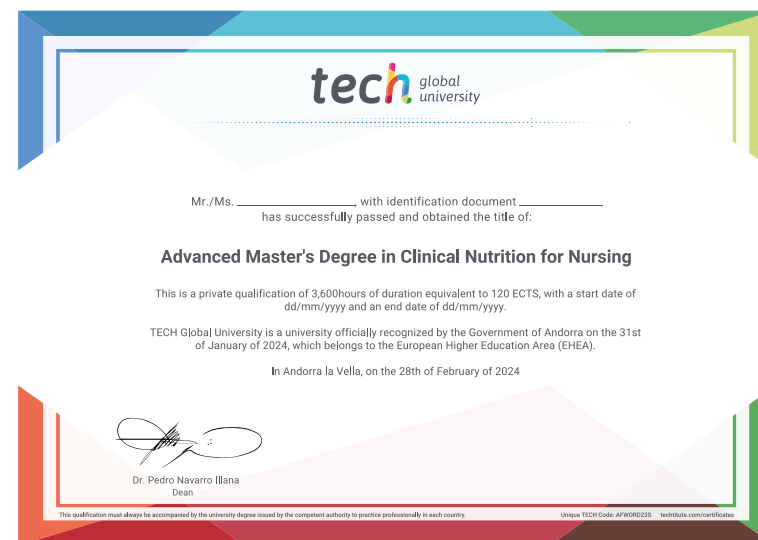 tech global university
Mr./Ms. ____________, with identification document ____________
has successfully passed and obtained the title of:
Advanced Master's Degree in Clinical Nutrition for Nursing
This is a private qualification of 3,600hours of duration equivalent to 120 ECTS, with a start date of
dd/mm/yyyy and an end date of dd/mm/yyyy.
TECH Global University is a university officially recognized by the Government of Andorra on the 31st
of January of 2024, which belongs to the European Higher Education Area (EHEA).
In Andorra la Vella, on the 28th of February of 2024
Dr. Pedro Navarro Illana
Dean
This qualification must always be accompanied by the university degree issued by the competent authority to practice professionally in each country. Unique TECH Code: AFWORD23S techtitute.com/certificates